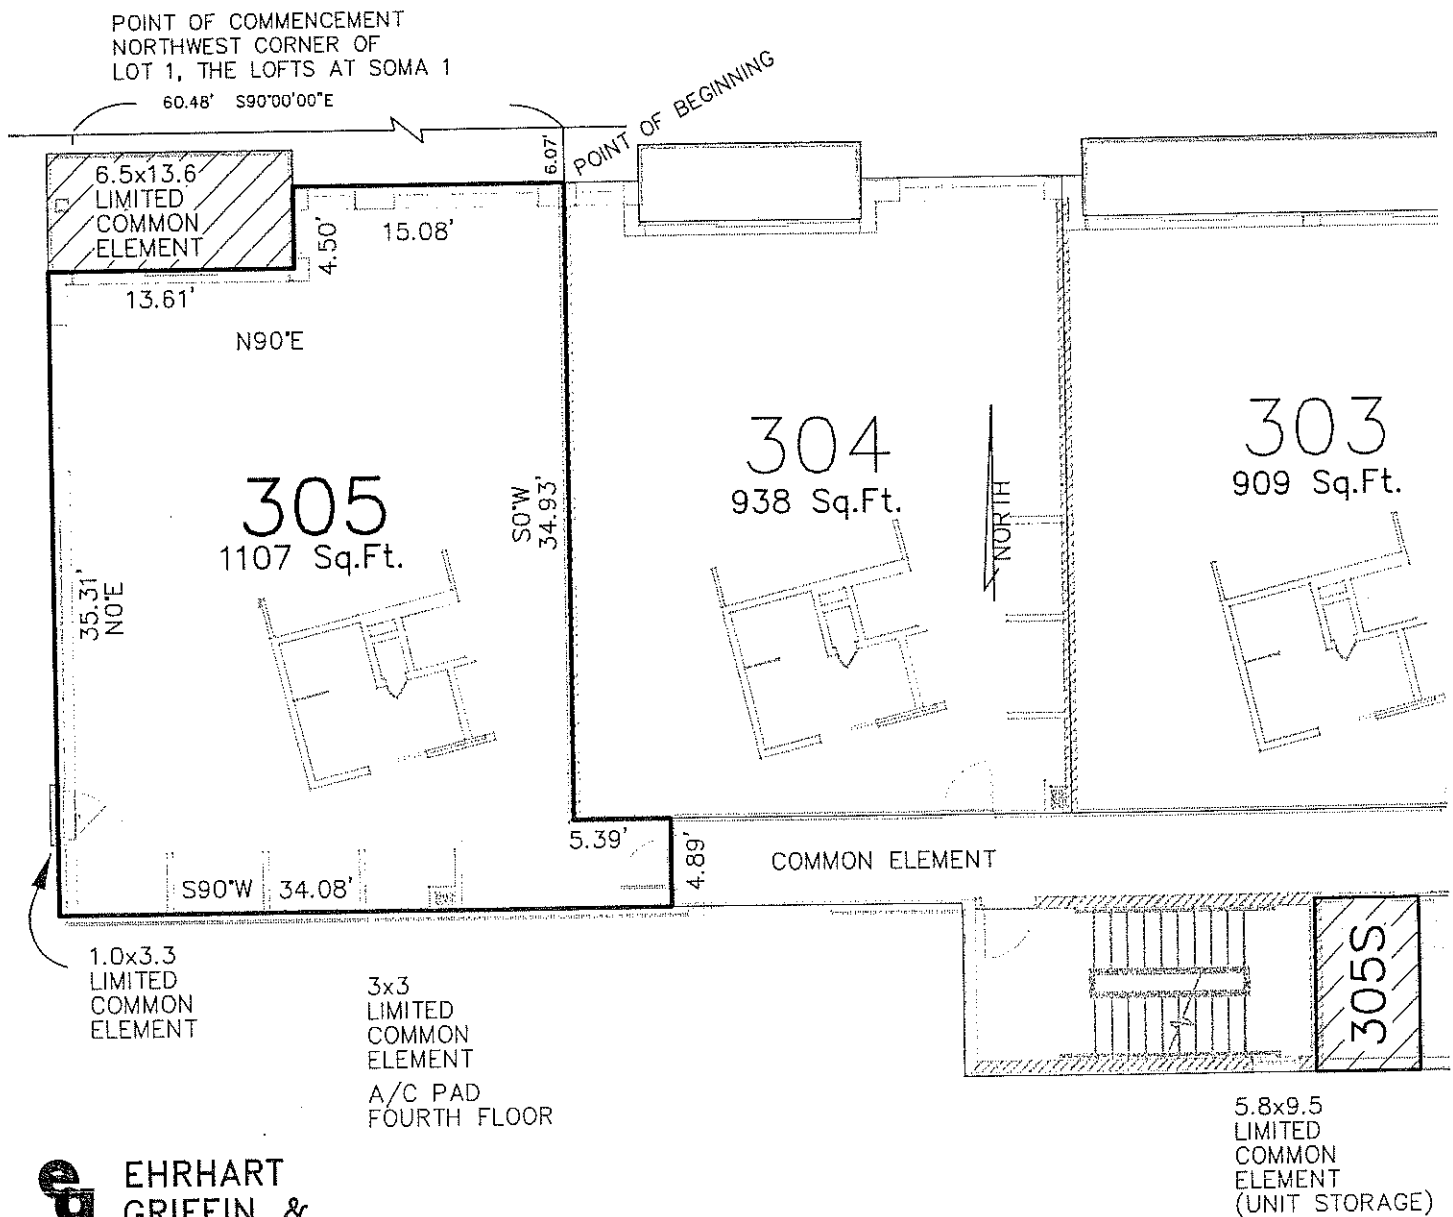 POINT OF COMMENCEMENT
NORTHWEST CORNER OF
LOT 1, THE LOFTS AT SOMA 1
60.48' S90°00'00"E
POINT OF BEGINNING
6.07'
6.5x13.6
LIMITED
COMMON
ELEMENT
4.50'
15.08'
13.61'
N90°E
305
1107 Sq.Ft.
S0°W
34.93'
35.31'
N0°E
304
938 Sq.Ft.
NORTH
303
909 Sq.Ft.
5.39'
4.89'
COMMON ELEMENT
S90°W 34.08'
1.0x3.3
LIMITED
COMMON
ELEMENT
3x3
LIMITED
COMMON
ELEMENT
A/C PAD
FOURTH FLOOR
305S
5.8x9.5
LIMITED
COMMON
ELEMENT
(UNIT STORAGE)
eg
EHRHART
GRIFFIN &